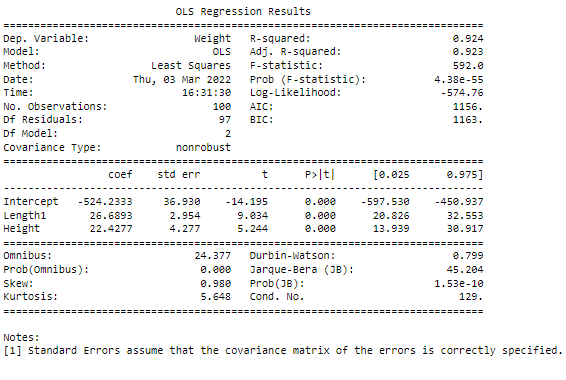 OLS Regression Results
==============================================================================
Dep. Variable:                 Weight   R-squared:                       0.924
Model:                            OLS   Adj. R-squared:                  0.923
Method:                 Least Squares   F-statistic:                     592.0
Date:                Thu, 03 Mar 2022   Prob (F-statistic):           4.38e-55
Time:                        16:31:30   Log-Likelihood:                -574.76
No. Observations:                 100   AIC:                             1156.
Df Residuals:                      97   BIC:                             1163.
Df Model:                           2
Covariance Type:            nonrobust
==============================================================================
                 coef    std err          t      P>|t|      [0.025      0.975]
------------------------------------------------------------------------------
Intercept   -524.2333     36.930    -14.195      0.000    -597.530    -450.937
Length1       26.6893      2.954      9.034      0.000      20.826      32.553
Height        22.4277      4.277      5.244      0.000      13.939      30.917
==============================================================================
Omnibus:                       24.377   Durbin-Watson:                   0.799
Prob(Omnibus):                  0.000   Jarque-Bera (JB):               45.204
Skew:                           0.980   Prob(JB):                     1.53e-10
Kurtosis:                       5.648   Cond. No.                         129.
==============================================================================
Notes:
[1] Standard Errors assume that the covariance matrix of the errors is correctly specified.